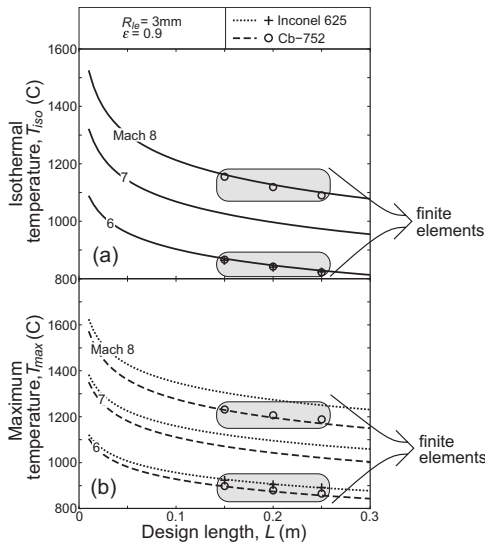 R_le = 3mm
ε = 0.9
Inconel 625
Cb-752
1600
1400
1200
1000
800
Isothermal
temperature, T̅_iso (C)
Mach 8
7
6
(a)
finite
elements
1600
1400
1200
1000
800
Maximum
temperature, T̅_max (C)
Mach 8
7
6
(b)
finite
elements
0 0.1 0.2 0.3
Design length, L (m)